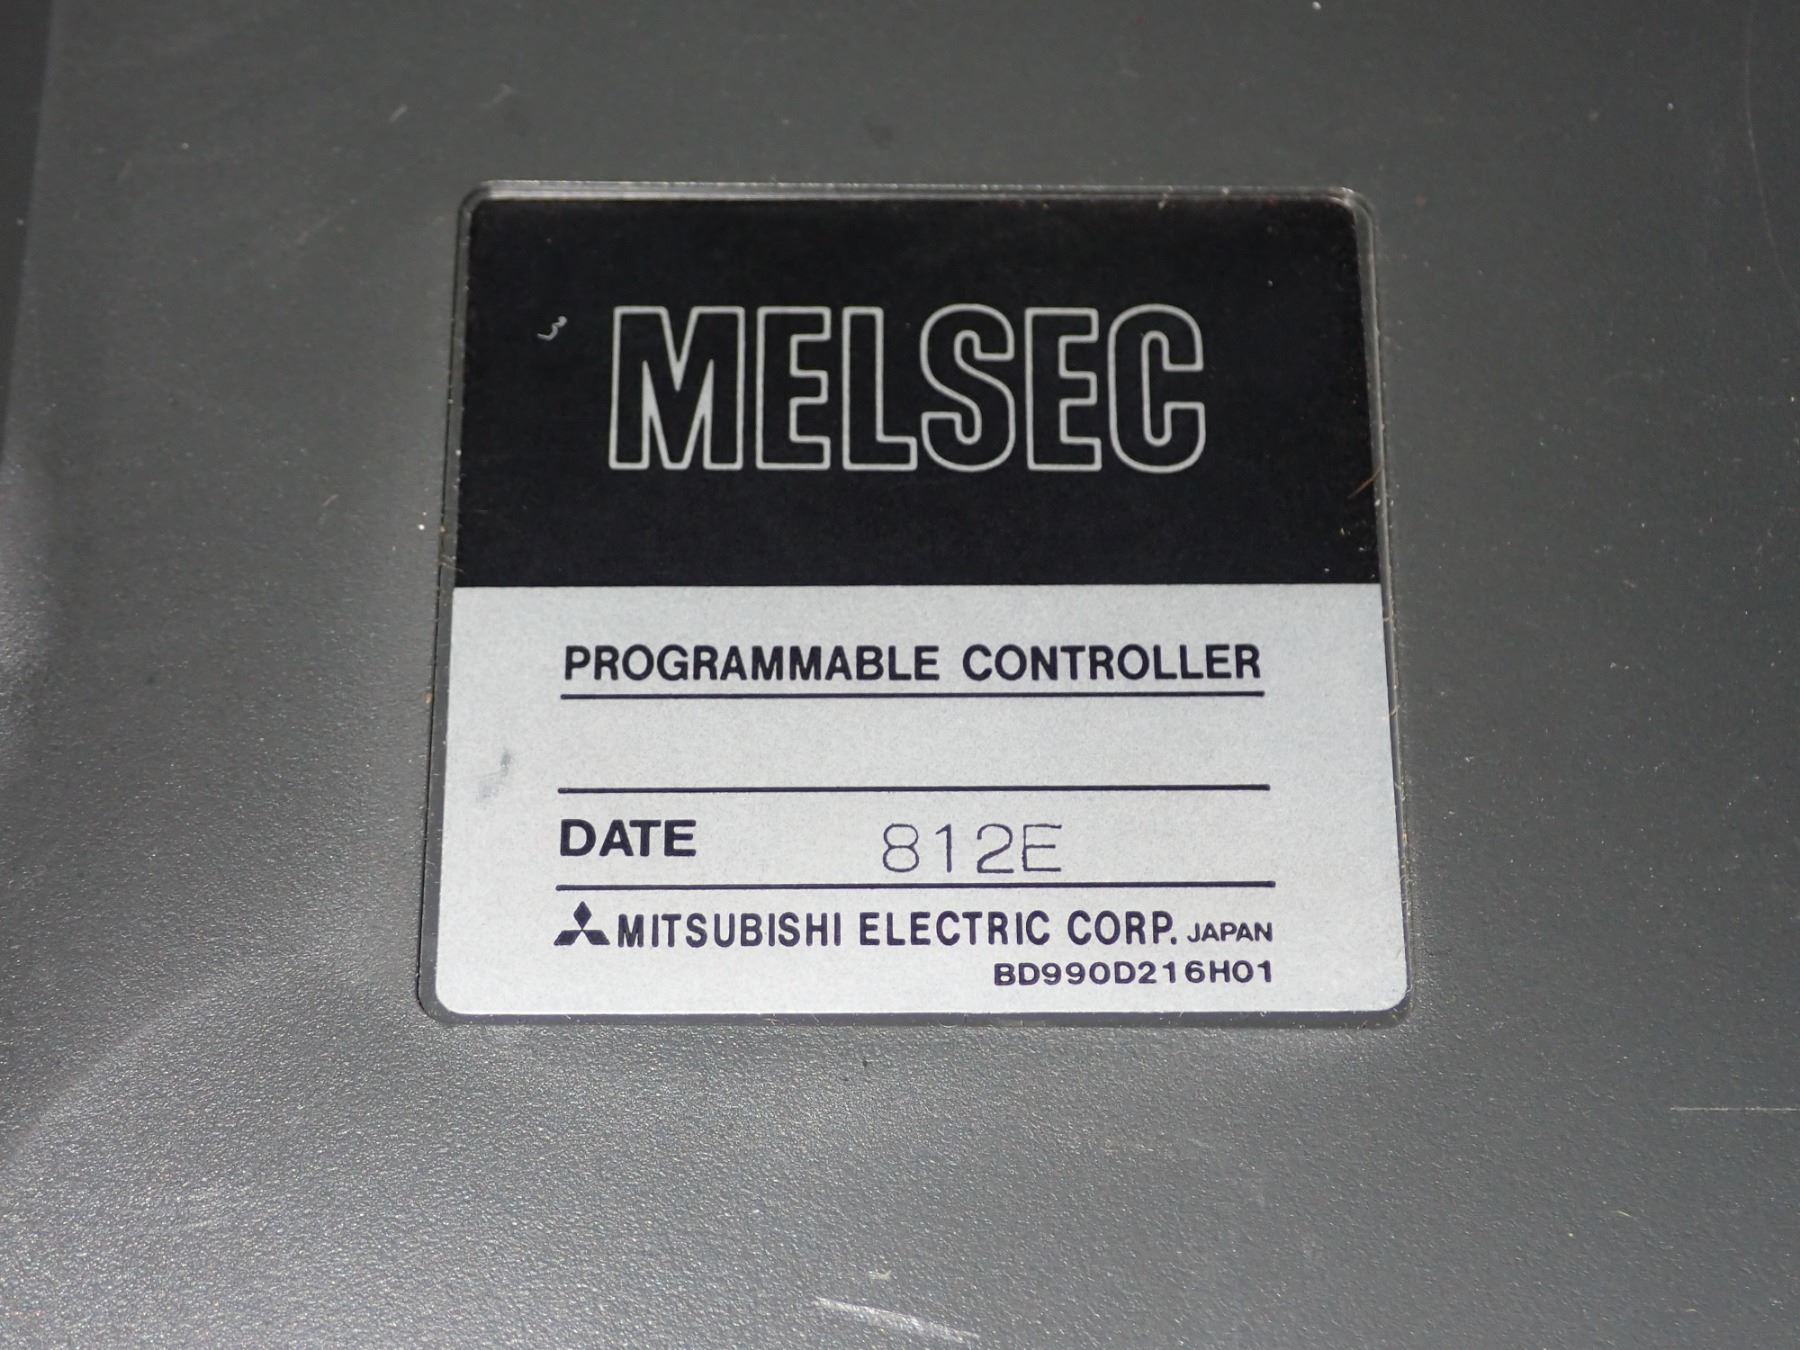 MELSEC
PROGRAMMABLE CONTROLLER
DATE 812E
MITSUBISHI ELECTRIC CORP. JAPAN
BD990D216H01